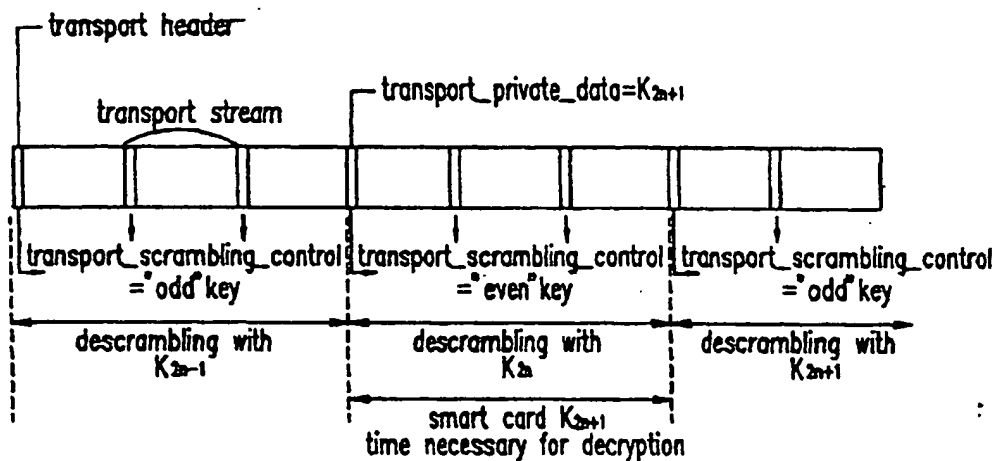 transport header
transport_private_data=K2n+1
transport stream
transport_scrambling_control
="odd" key
transport_scrambling_control
="even" key
transport_scrambling_control
="odd" key
descrambling with
K2n-1
descrambling with
K2n
descrambling with
K2n+1
smart card K2n+1
time necessary for decryption